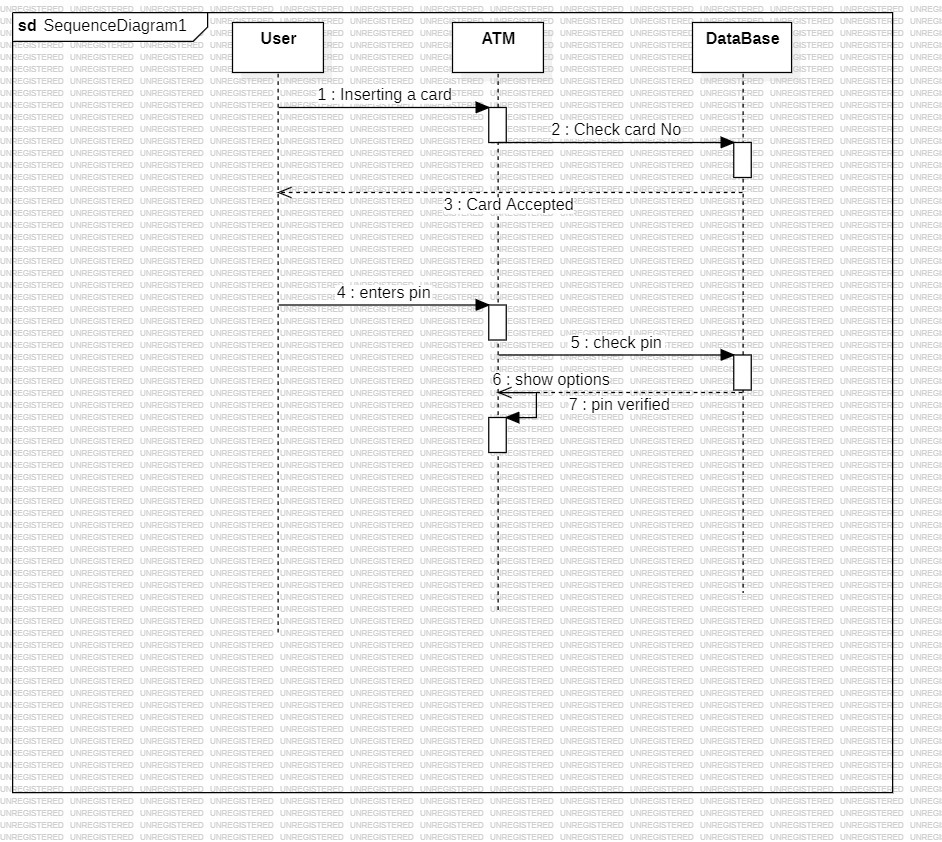 sd SequenceDiagram1
User
ATM
DataBase
1 : Inserting a card
2 : Check card No
3 : Card Accepted
4 : enters pin
5 : check pin
6 : show options
7 : pin verified
UNREGISTERED